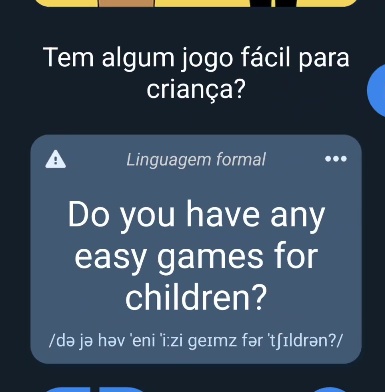 Tem algum jogo fácil para
criança?
Linguagem formal
Do you have any
easy games for
children?
/də jə həv ˈeni ˈiːzi geɪmz fər ˈtʃɪldrən?/